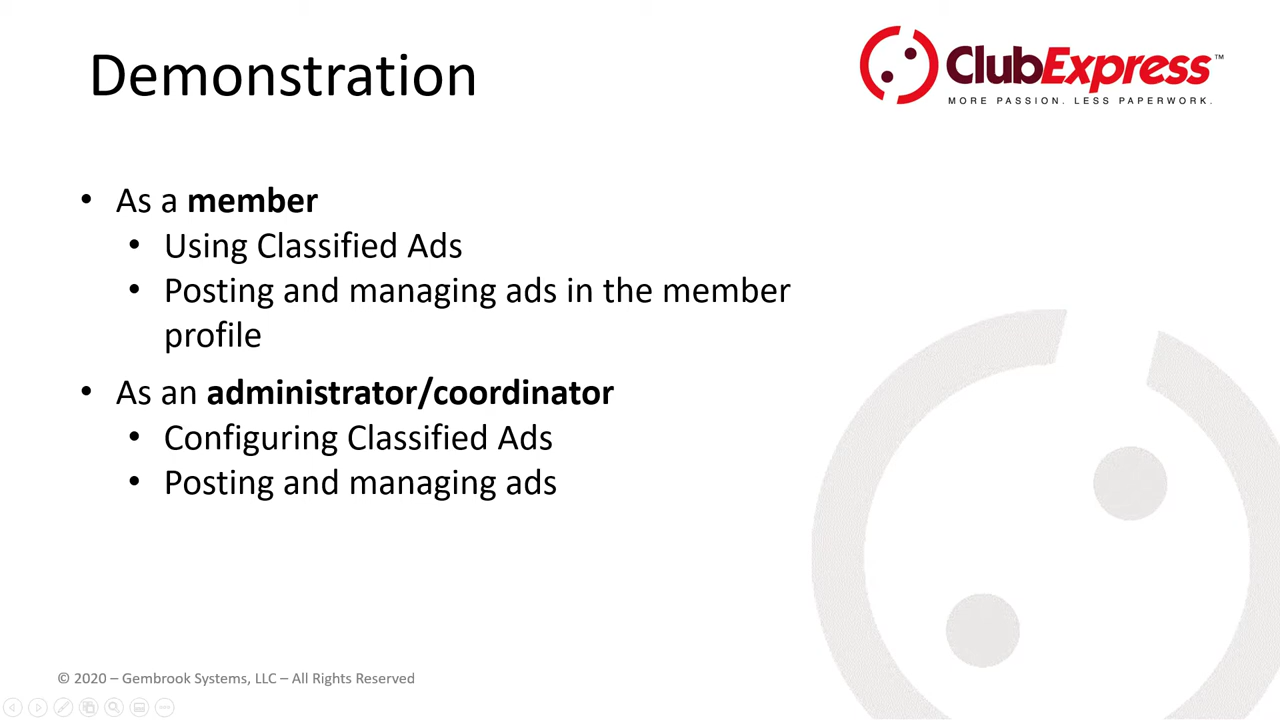 Demonstration
ClubExpress™
MORE PASSION. LESS PAPERWORK.
• As a member
• Using Classified Ads
• Posting and managing ads in the member
profile
• As an administrator/coordinator
• Configuring Classified Ads
• Posting and managing ads
© 2020 – Gembrook Systems, LLC – All Rights Reserved